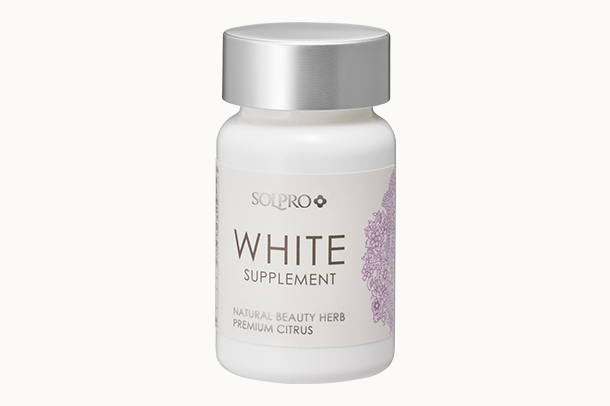 SOLPRO
WHITE
SUPPLEMENT
NATURAL BEAUTY HERB
PREMIUM CITRUS